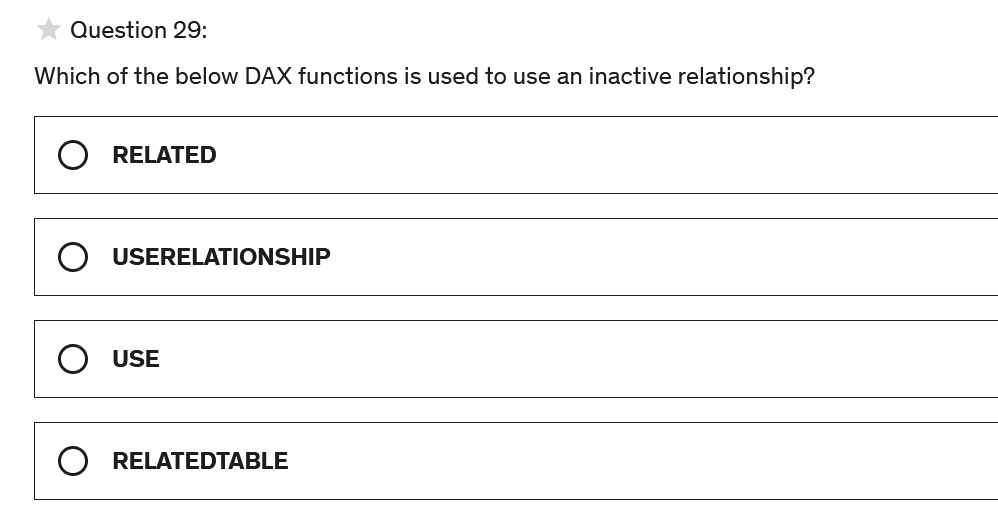 Question 29:
Which of the below DAX functions is used to use an inactive relationship?
RELATED
USERELATIONSHIP
USE
RELATEDTABLE